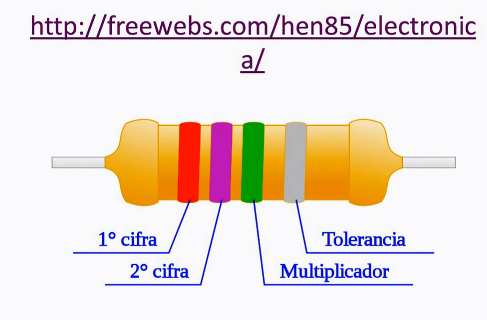 http://freewebs.com/hen85/electronic
a/
1° cifra
Tolerancia
2° cifra
Multiplicador